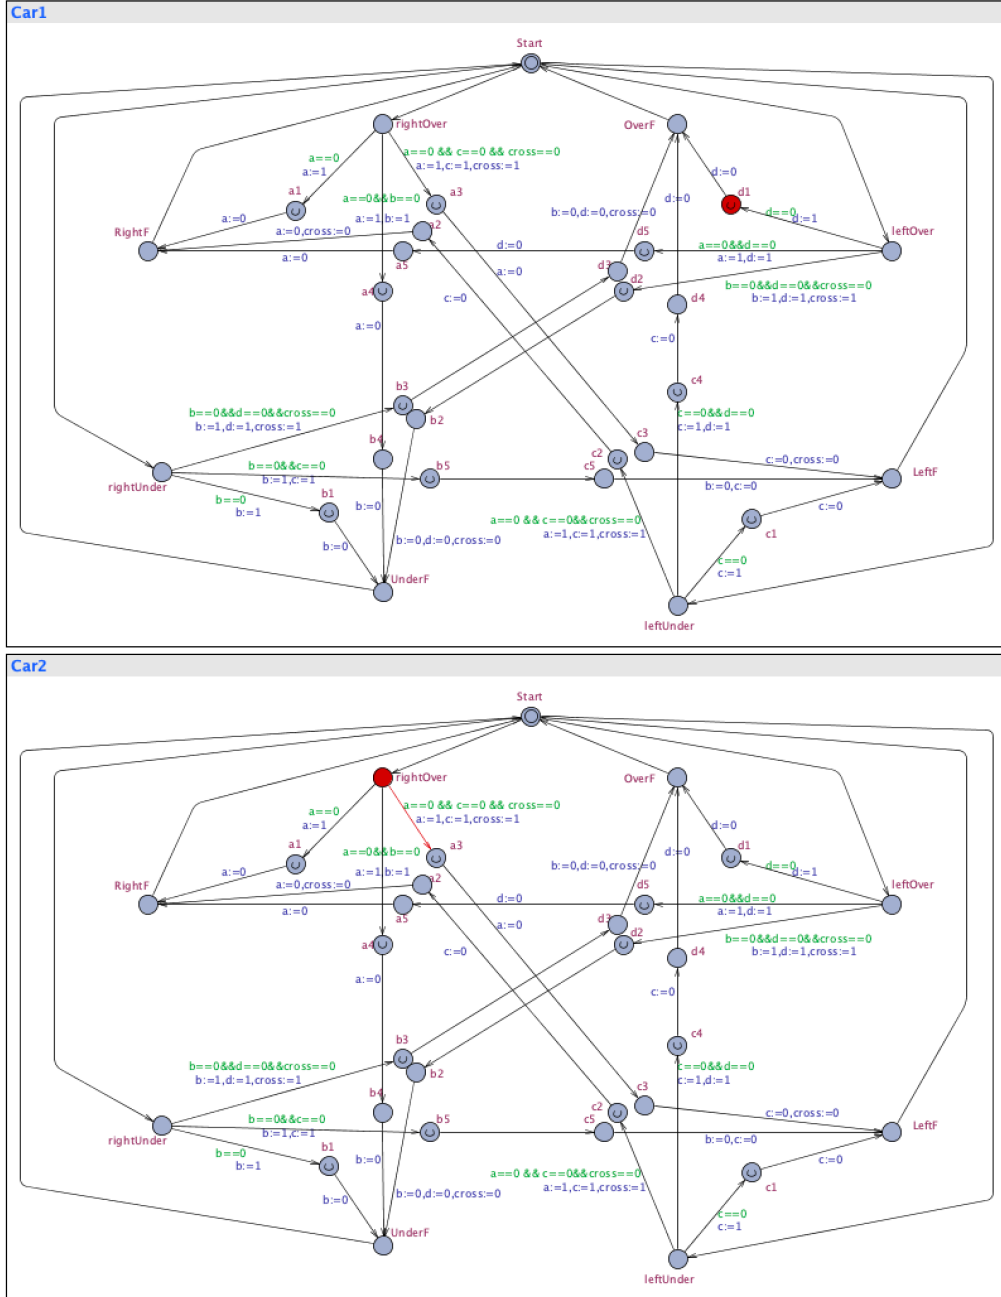 Car1
Start
rightOver
OverF
a==0 && c==0 && cross==0
a:=1,c:=1,cross:=1
a==0
a:=1
d:=0
a1
a3
d1
a==0&&b==0
d:=0
b:=0,d:=0,cross:=0
d==0
d:=1
a:=0
a:=1,b:=1
a2
a:=0,cross:=0
RightF
d5
leftOver
d:=0
a==0&&d==0
a:=1,d:=1
a:=0
a5
a:=0
d3
d2
a4
b==0&&d==0&&cross==0
b:=1,d:=1,cross:=1
c:=0
d4
a:=0
c:=0
c4
b3
b==0&&d==0&&cross==0
b:=1,d:=1,cross:=1
b2
c==0&&d==0
c:=1,d:=1
b4
c3
c2
c:=0,cross:=0
b==0&&c==0
b:=1,c:=1
b5
c5
LeftF
rightUnder
b:=0,c:=0
b==0
b:=1
b1
b:=0
a==0 && c==0&&cross==0
a:=1,c:=1,cross:=1
c:=0
c1
b:=0
b:=0,d:=0,cross:=0
c==0
c:=1
UnderF
leftUnder
Car2
Start
rightOver
OverF
a==0 && c==0 && cross==0
a:=1,c:=1,cross:=1
a==0
a:=1
d:=0
a1
a3
d1
a==0&&b==0
d:=0
b:=0,d:=0,cross:=0
d==0
d:=1
a:=0
a:=1,b:=1
a2
a:=0,cross:=0
RightF
d5
leftOver
d:=0
a==0&&d==0
a:=1,d:=1
a:=0
a5
a:=0
d3
d2
a4
b==0&&d==0&&cross==0
b:=1,d:=1,cross:=1
c:=0
d4
a:=0
c:=0
c4
b3
b==0&&d==0&&cross==0
b:=1,d:=1,cross:=1
b2
c==0&&d==0
c:=1,d:=1
b4
c3
c2
c:=0,cross:=0
b==0&&c==0
b:=1,c:=1
b5
c5
LeftF
rightUnder
b:=0,c:=0
b==0
b:=1
b1
b:=0
a==0 && c==0&&cross==0
a:=1,c:=1,cross:=1
c:=0
c1
b:=0
b:=0,d:=0,cross:=0
c==0
c:=1
UnderF
leftUnder